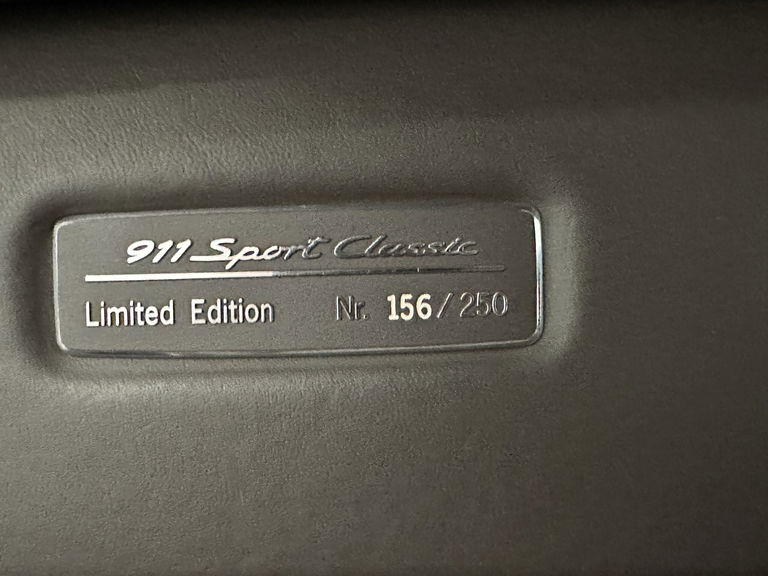 911 Sport Classic
Limited Edition Nr. 156/250